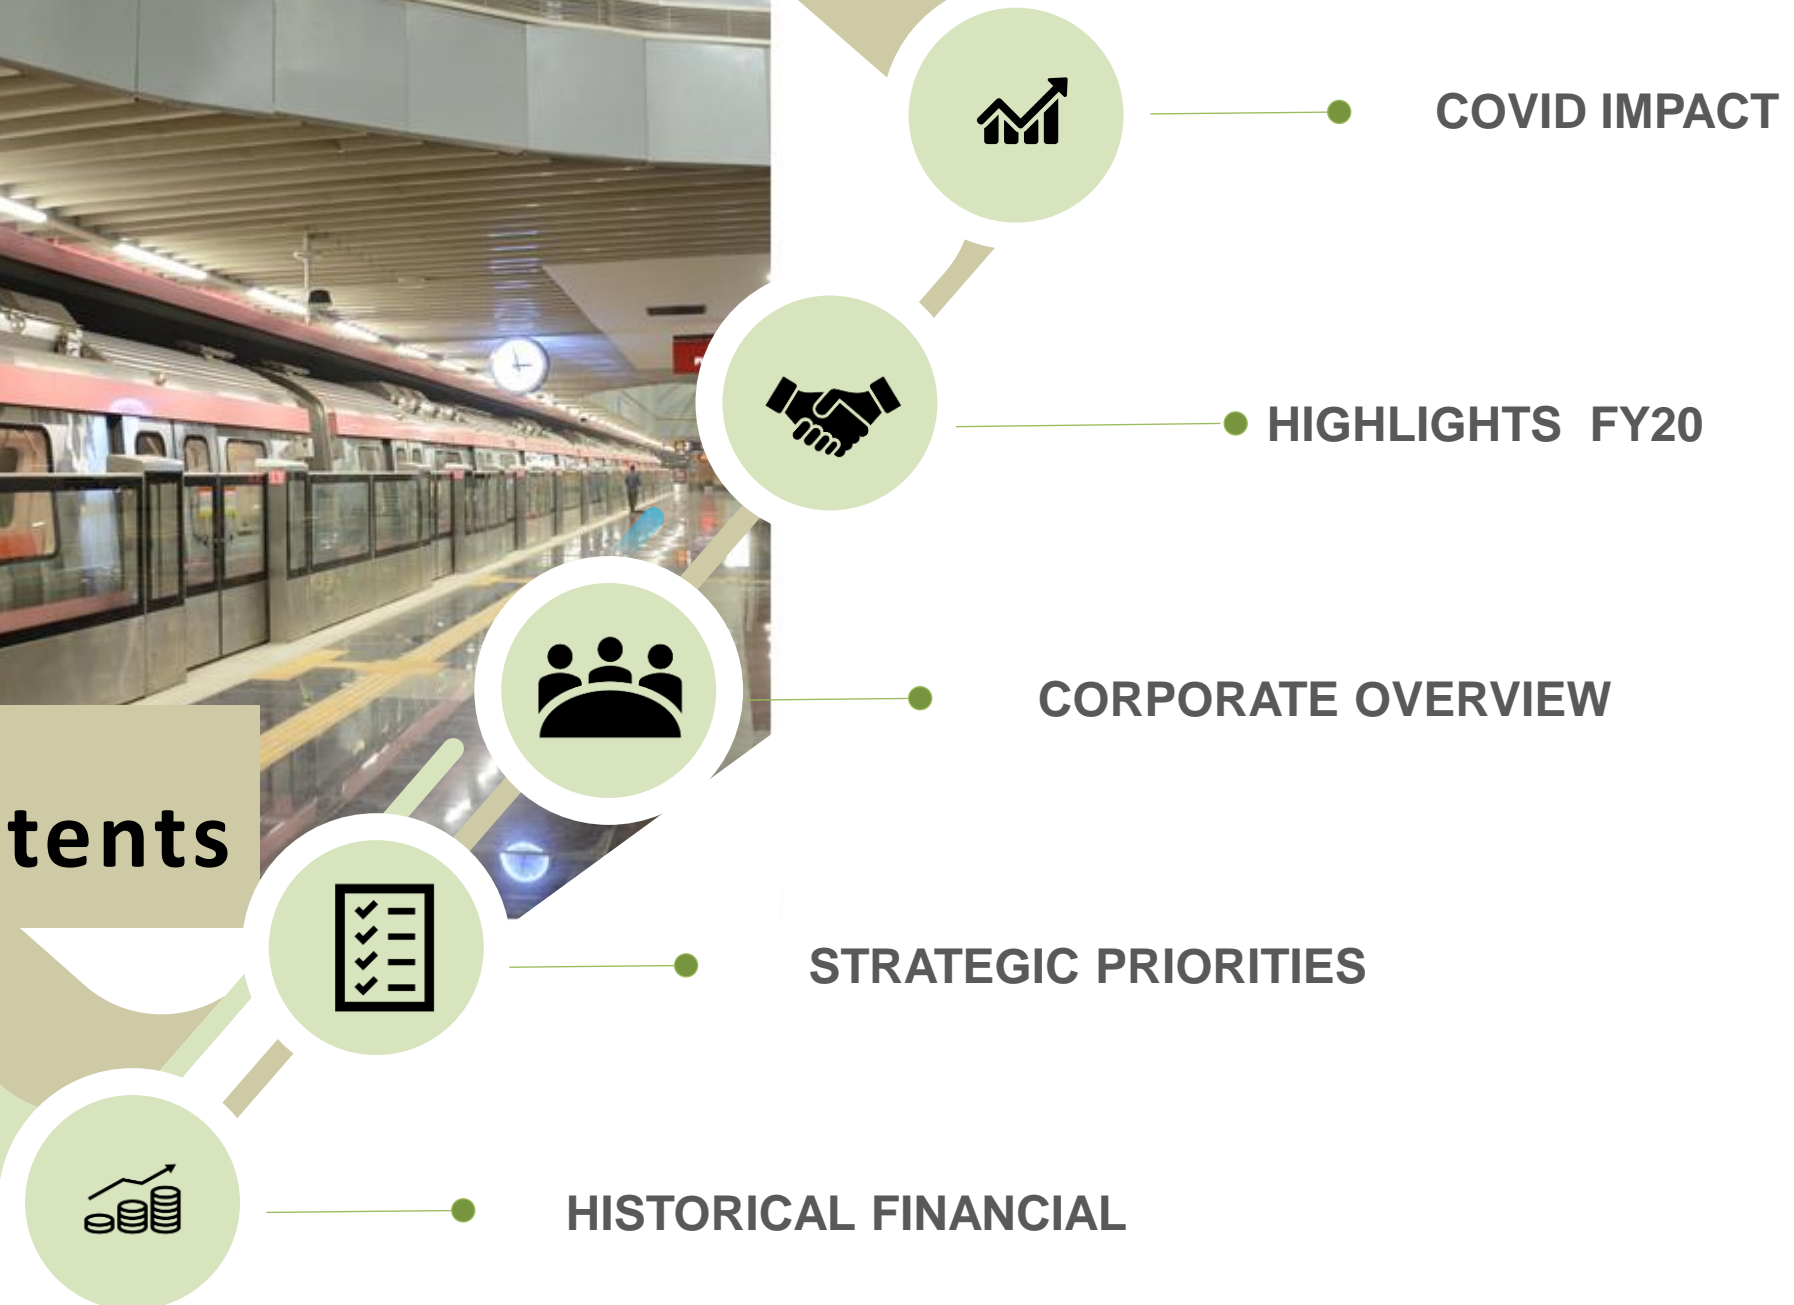 COVID IMPACT
HIGHLIGHTS FY20
CORPORATE OVERVIEW
tents
STRATEGIC PRIORITIES
HISTORICAL FINANCIAL